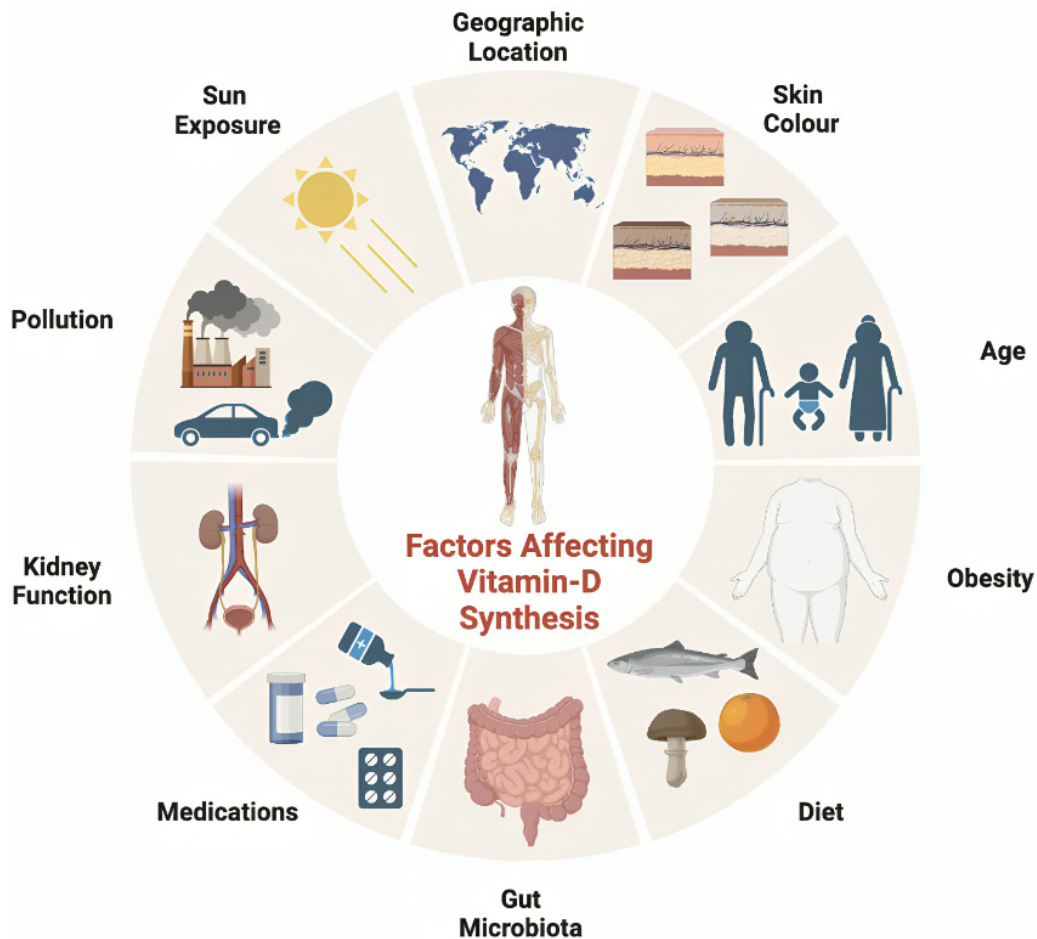 Geographic
Location
Skin
Colour
Age
Obesity
Diet
Gut
Microbiota
Medications
Kidney
Function
Pollution
Sun
Exposure
Factors Affecting
Vitamin-D
Synthesis